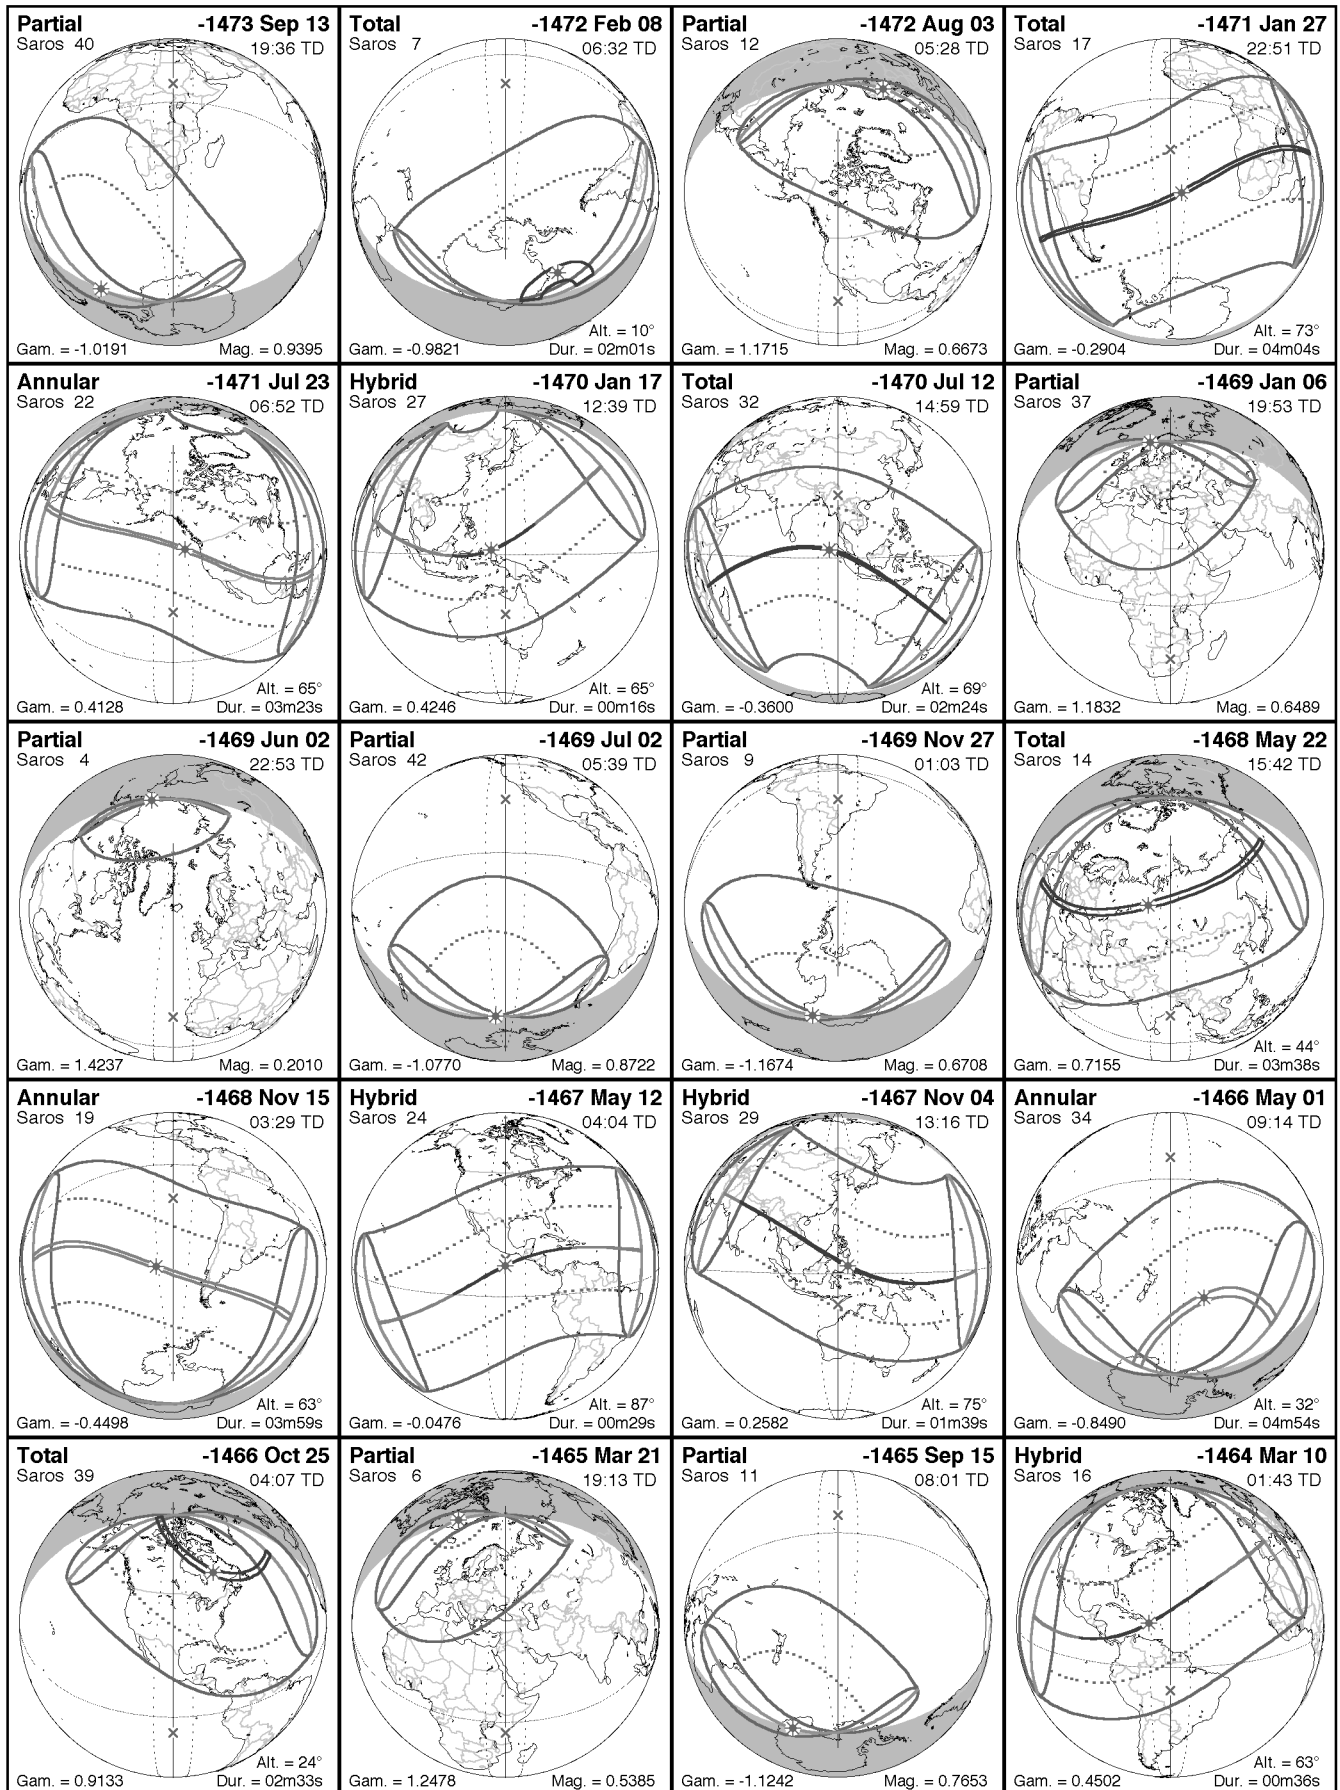 Partial -1473 Sep 13
Saros 40 19:36 TD
Gam. = -1.0191 Mag. = 0.9395
Total -1472 Feb 08
Saros 7 06:32 TD
Alt. = 10°
Gam. = -0.9821 Dur. = 02m01s
Partial -1472 Aug 03
Saros 12 05:28 TD
Gam. = 1.1715 Mag. = 0.6673
Total -1471 Jan 27
Saros 17 22:51 TD
Alt. = 73°
Gam. = -0.2904 Dur. = 04m04s
Annular -1471 Jul 23
Saros 22 06:52 TD
Alt. = 65°
Gam. = 0.4128 Dur. = 03m23s
Hybrid -1470 Jan 17
Saros 27 12:39 TD
Alt. = 65°
Gam. = 0.4246 Dur. = 00m16s
Total -1470 Jul 12
Saros 32 14:59 TD
Alt. = 69°
Gam. = -0.3600 Dur. = 02m24s
Partial -1469 Jan 06
Saros 37 19:53 TD
Gam. = 1.1832 Mag. = 0.6489
Partial -1469 Jun 02
Saros 4 22:53 TD
Gam. = 1.4237 Mag. = 0.2010
Partial -1469 Jul 02
Saros 42 05:39 TD
Gam. = -1.0770 Mag. = 0.8722
Partial -1469 Nov 27
Saros 9 01:03 TD
Gam. = -1.1674 Mag. = 0.6708
Total -1468 May 22
Saros 14 15:42 TD
Alt. = 44°
Gam. = 0.7155 Dur. = 03m38s
Annular -1468 Nov 15
Saros 19 03:29 TD
Alt. = 63°
Gam. = -0.4498 Dur. = 03m59s
Hybrid -1467 May 12
Saros 24 04:04 TD
Alt. = 87°
Gam. = -0.0476 Dur. = 00m29s
Hybrid -1467 Nov 04
Saros 29 13:16 TD
Alt. = 75°
Gam. = 0.2582 Dur. = 01m39s
Annular -1466 May 01
Saros 34 09:14 TD
Alt. = 32°
Gam. = -0.8490 Dur. = 04m54s
Total -1466 Oct 25
Saros 39 04:07 TD
Alt. = 24°
Gam. = 0.9133 Dur. = 02m33s
Partial -1465 Mar 21
Saros 6 19:13 TD
Gam. = 1.2478 Mag. = 0.5385
Partial -1465 Sep 15
Saros 11 08:01 TD
Gam. = -1.1242 Mag. = 0.7653
Hybrid -1464 Mar 10
Saros 16 01:43 TD
Alt. = 63°
Gam. = 0.4502 Dur. = 00m36s